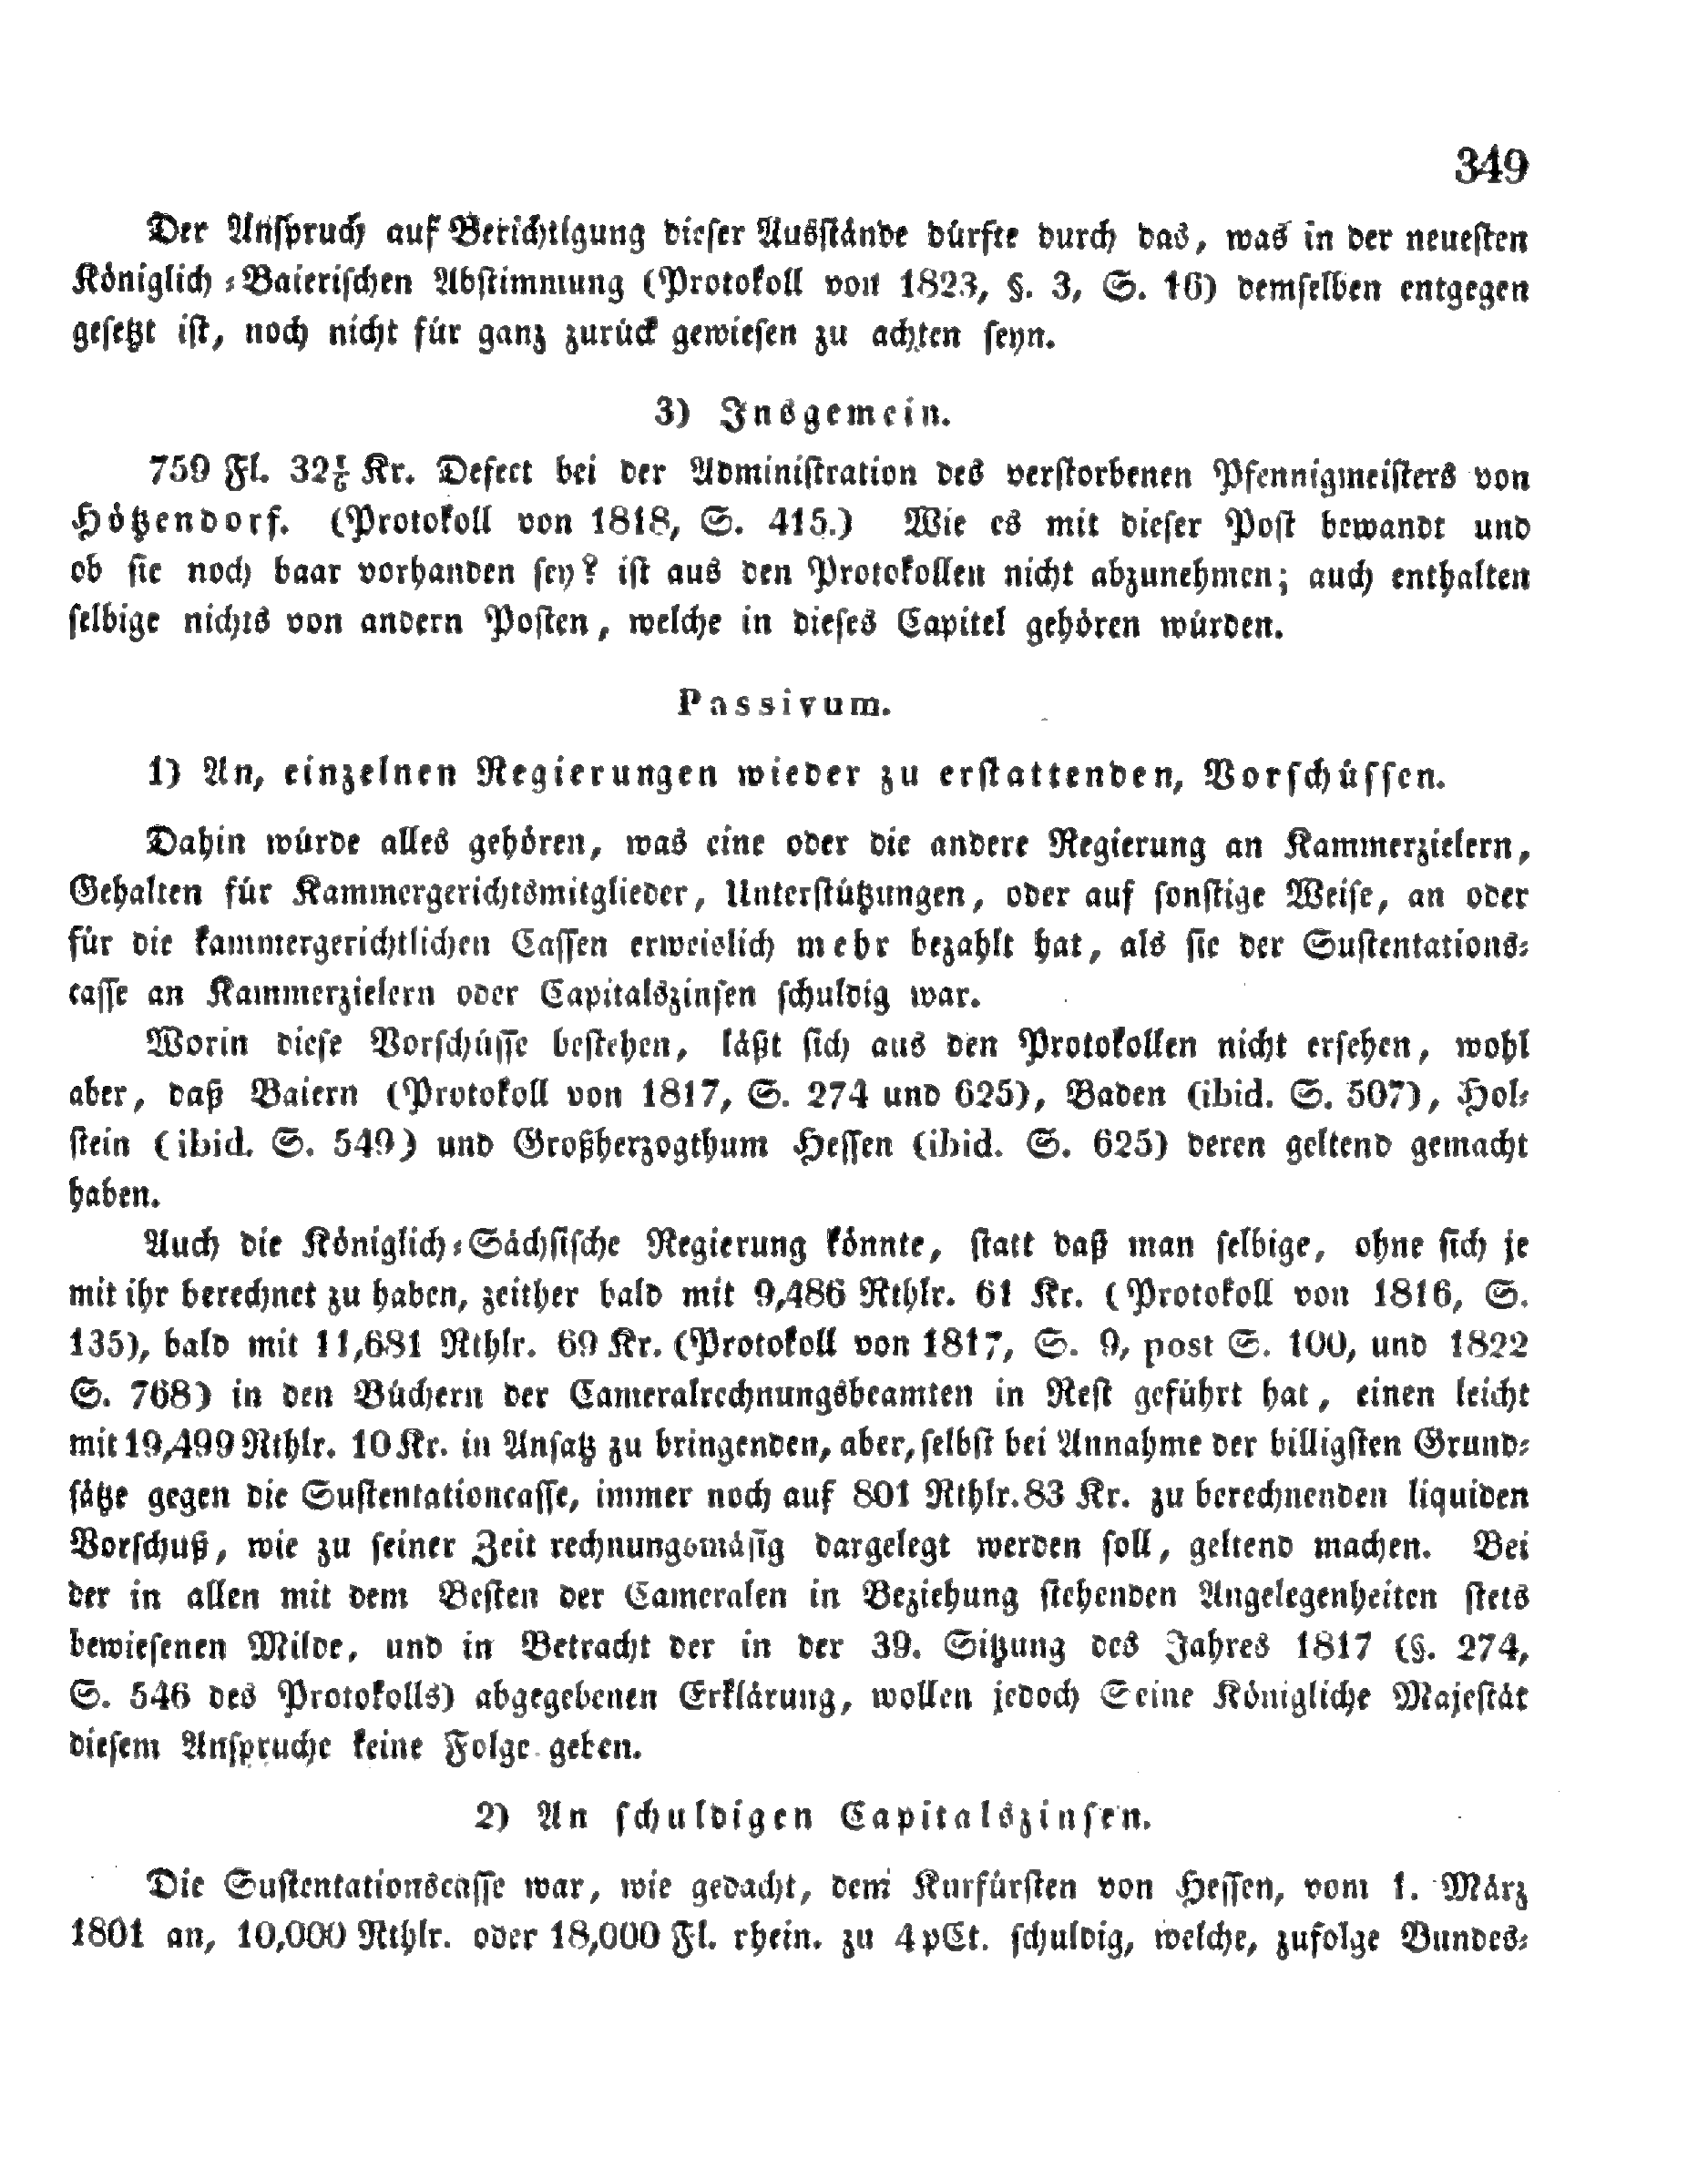 349
Der Anspruch auf Berichtigung dieser Ausstände dürfte durch das, was in der neuesten
Königlich-Baierischen Abstimmung (Protokoll von 1823, §. 3, S. 16) demselben entgegen
gesetzt ist, noch nicht für ganz zurück gewiesen zu achten seyn.
3) Insgemein.
759 Fl. 32 Kr. Defect bei der Administration des verstorbenen Pfennigmeisters von
Hötzendorf. (Protokoll von 1818, S. 415.) Wie es mit dieser Post bewandt und
ob sie noch baar vorhanden sey? ist aus den Protokollen nicht abzunehmen; auch enthalten
selbige nichts von andern Posten, welche in dieses Capitel gehören würden.
Passivum.
1) An, einzelnen Regierungen wieder zu erstattenden, Vorschüssen.
Dahin würde alles gehören, was eine oder die andere Regierung an Kammerzielern,
Gehalten für Kammergerichtsmitglieder, Unterstützungen, oder auf sonstige Weise, an oder
für die kammergerichtlichen Cassen erweislich mehr bezahlt hat, als sie der Sustentations-
casse an Kammerzielern oder Capitalszinsen schuldig war.
Worin diese Vorschüsse bestehen, läßt sich aus den Protokollen nicht ersehen, wohl
aber, daß Baiern (Protokoll von 1817, S. 274 und 625), Baden (ibid. S. 507), Hol-
stein (ibid. S. 549) und Großherzogthum Hessen (ibid. S. 625) deren geltend gemacht
haben.
Auch die Königlich-Sächsische Regierung könnte, statt daß man selbige, ohne sich je
mit ihr berechnet zu haben, zeither bald mit 9,486 Rthlr. 61 Kr. (Protokoll von 1816, S.
135), bald mit 11,681 Rthlr. 69 Kr. (Protokoll von 1817, S. 9, post S. 100, und 1822
S. 768) in den Büchern der Cameralrechnungsbeamten in Rest geführt hat, einen leicht
mit 19,499 Rthlr. 10 Kr. in Ansatz zu bringenden, aber, selbst bei Annahme der billigsten Grund-
sätze gegen die Sustentationcasse, immer noch auf 801 Rthlr. 83 Kr. zu berechnenden liquiden
Vorschuß, wie zu seiner Zeit rechnungsmäsig dargelegt werden soll, geltend machen. Bei
der in allen mit dem Besten der Cameralen in Beziehung stehenden Angelegenheiten stets
bewiesenen Milde, und in Betracht der in der 39. Sitzung des Jahres 1817 (§. 274,
S. 546 des Protokolls) abgegebenen Erklärung, wollen jedoch Seine Königliche Majestät
diesem Anspruche keine Folge geben.
2) An schuldigen Capitalszinsen.
Die Sustentationscasse war, wie gedacht, dem Kurfürsten von Hessen, vom 1. März
1801 an, 10,000 Rthlr. oder 18,000 Fl. rhein. zu 4 pCt. schuldig, welche, zufolge Bundes-